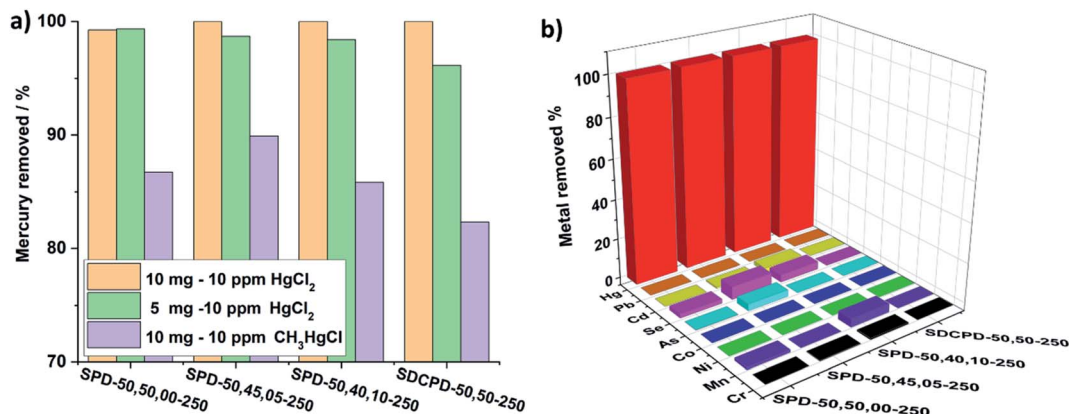 a)
Mercury removed / %
100
90
80
70
10 mg - 10 ppm HgCl₂
5 mg -10 ppm HgCl₂
10 mg - 10 ppm CH₃HgCl
SPD-50,50,00-250
SPD-50,45,05-250
SPD-50,40,10-250
SDCPD-50,50-250
b)
Metal removed %
100
80
60
40
20
0
Hg
Pb
Cd
Se
As
Co
Ni
Mn
Cr
SDCPD-50,50-250
SPD-50,40,10-250
SPD-50,45,05-250
SPD-50,50,00-250